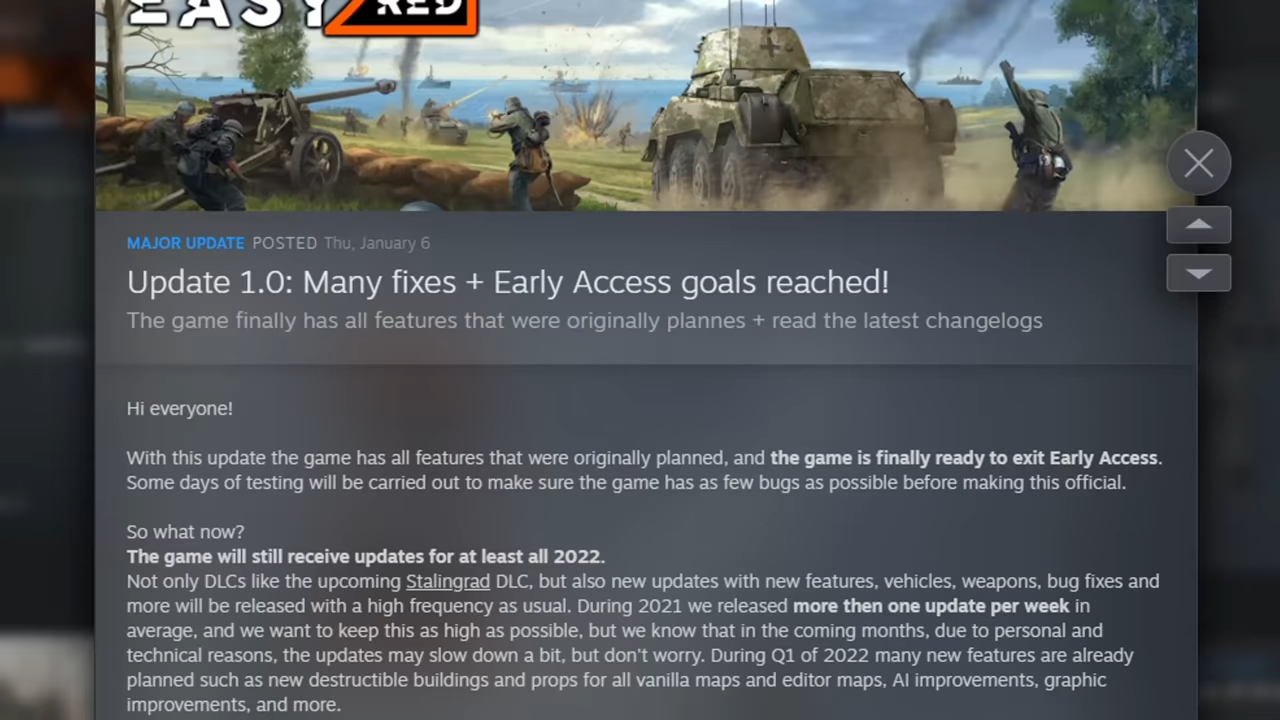 EASY RED
MAJOR UPDATE POSTED Thu, January 6
Update 1.0: Many fixes + Early Access goals reached!
The game finally has all features that were originally plannes + read the latest changelogs
Hi everyone!
With this update the game has all features that were originally planned, and the game is finally ready to exit Early Access.
Some days of testing will be carried out to make sure the game has as few bugs as possible before making this official.
So what now?
The game will still receive updates for at least all 2022.
Not only DLCs like the upcoming Stalingrad DLC, but also new updates with new features, vehicles, weapons, bug fixes and
more will be released with a high frequency as usual. During 2021 we released more then one update per week in
average, and we want to keep this as high as possible, but we know that in the coming months, due to personal and
technical reasons, the updates may slow down a bit, but don't worry. During Q1 of 2022 many new features are already
planned such as new destructible buildings and props for all vanilla maps and editor maps, AI improvements, graphic
improvements, and more.